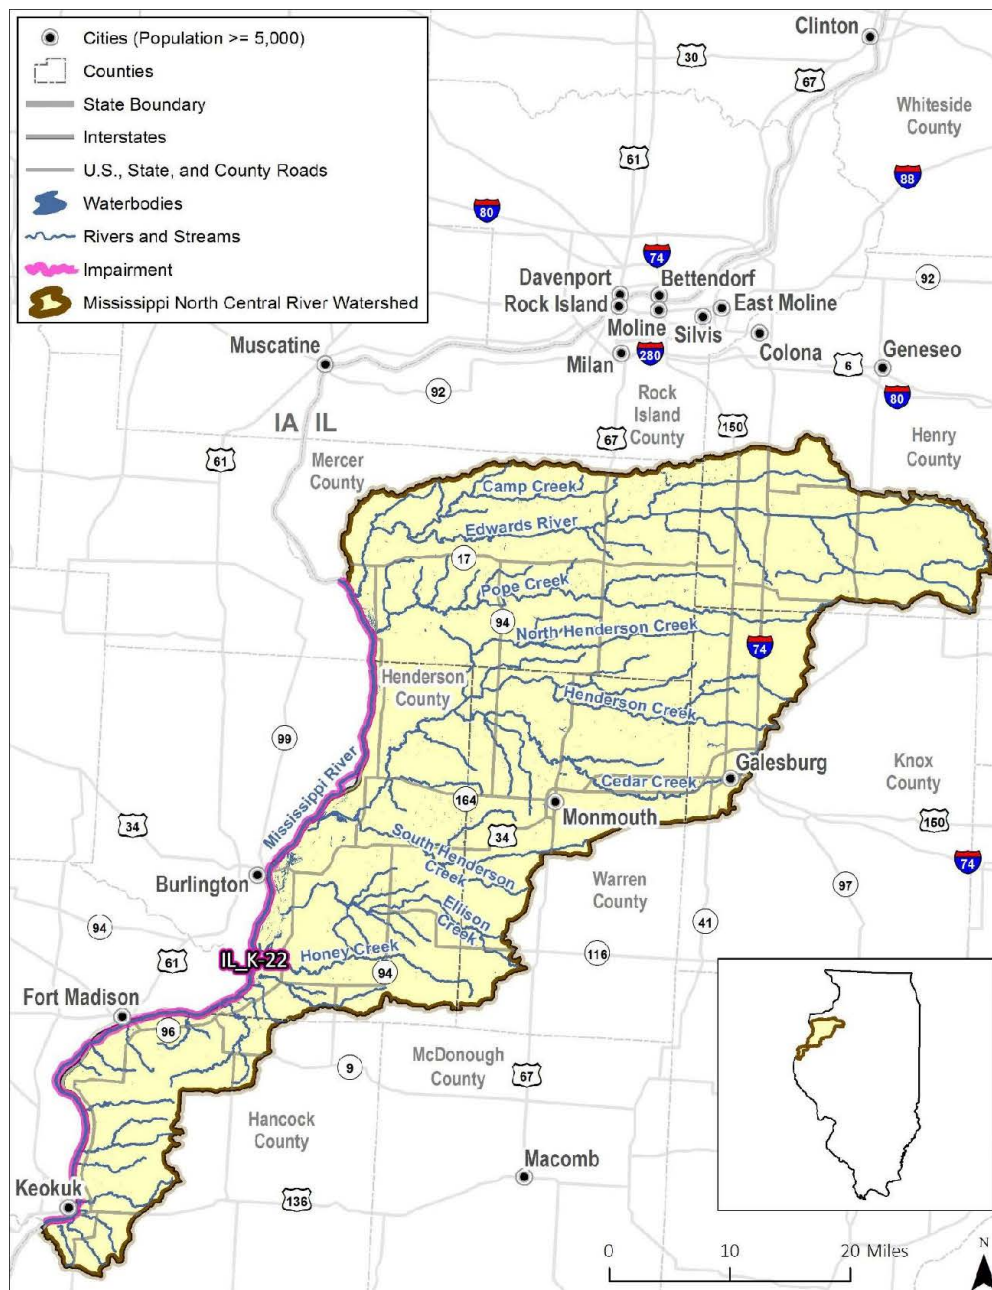 Cities (Population >= 5,000)
Counties
State Boundary
Interstates
U.S., State, and County Roads
Waterbodies
Rivers and Streams
Impairment
Mississippi North Central River Watershed
Clinton
30
67
Whiteside
County
61
88
80
74
Davenport
Bettendorf
92
Rock Island
East Moline
Moline
Silvis
Muscatine
Milan
280
Colona
6
Geneseo
92
80
Rock
Island
County
IA
IL
67
150
Henry
County
61
Mercer
County
Camp Creek
Edwards River
17
Pope Creek
94
North Henderson Creek
74
Henderson
County
Henderson Creek
99
Mississippi River
Cedar Creek
Galesburg
Knox
County
164
Monmouth
34
34
150
South Henderson
Creek
74
Burlington
Warren
County
97
Ellison
Creek
94
41
61
IL_K-22
Honey Creek
94
116
Fort Madison
96
9
McDonough
County
67
Hancock
County
Macomb
Keokuk
136
0
10
20 Miles
N